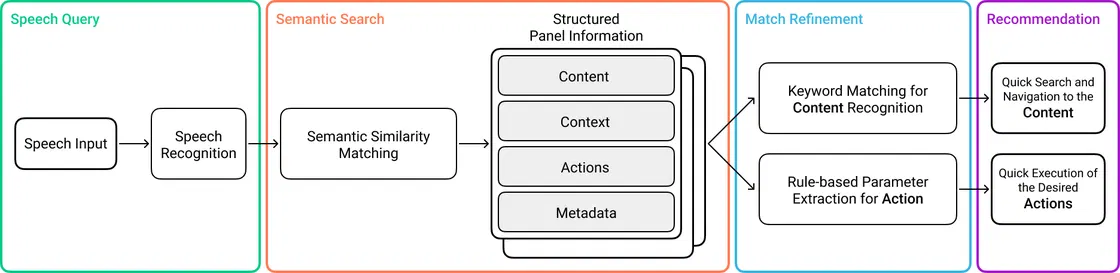 Speech Query
Speech Input
Speech
Recognition
Semantic Search
Semantic Similarity
Matching
Structured
Panel Information
Content
Context
Actions
Metadata
Match Refinement
Keyword Matching for
Content Recognition
Rule-based Parameter
Extraction for Action
Recommendation
Quick Search and
Navigation to the
Content
Quick Execution of
the Desired
Actions